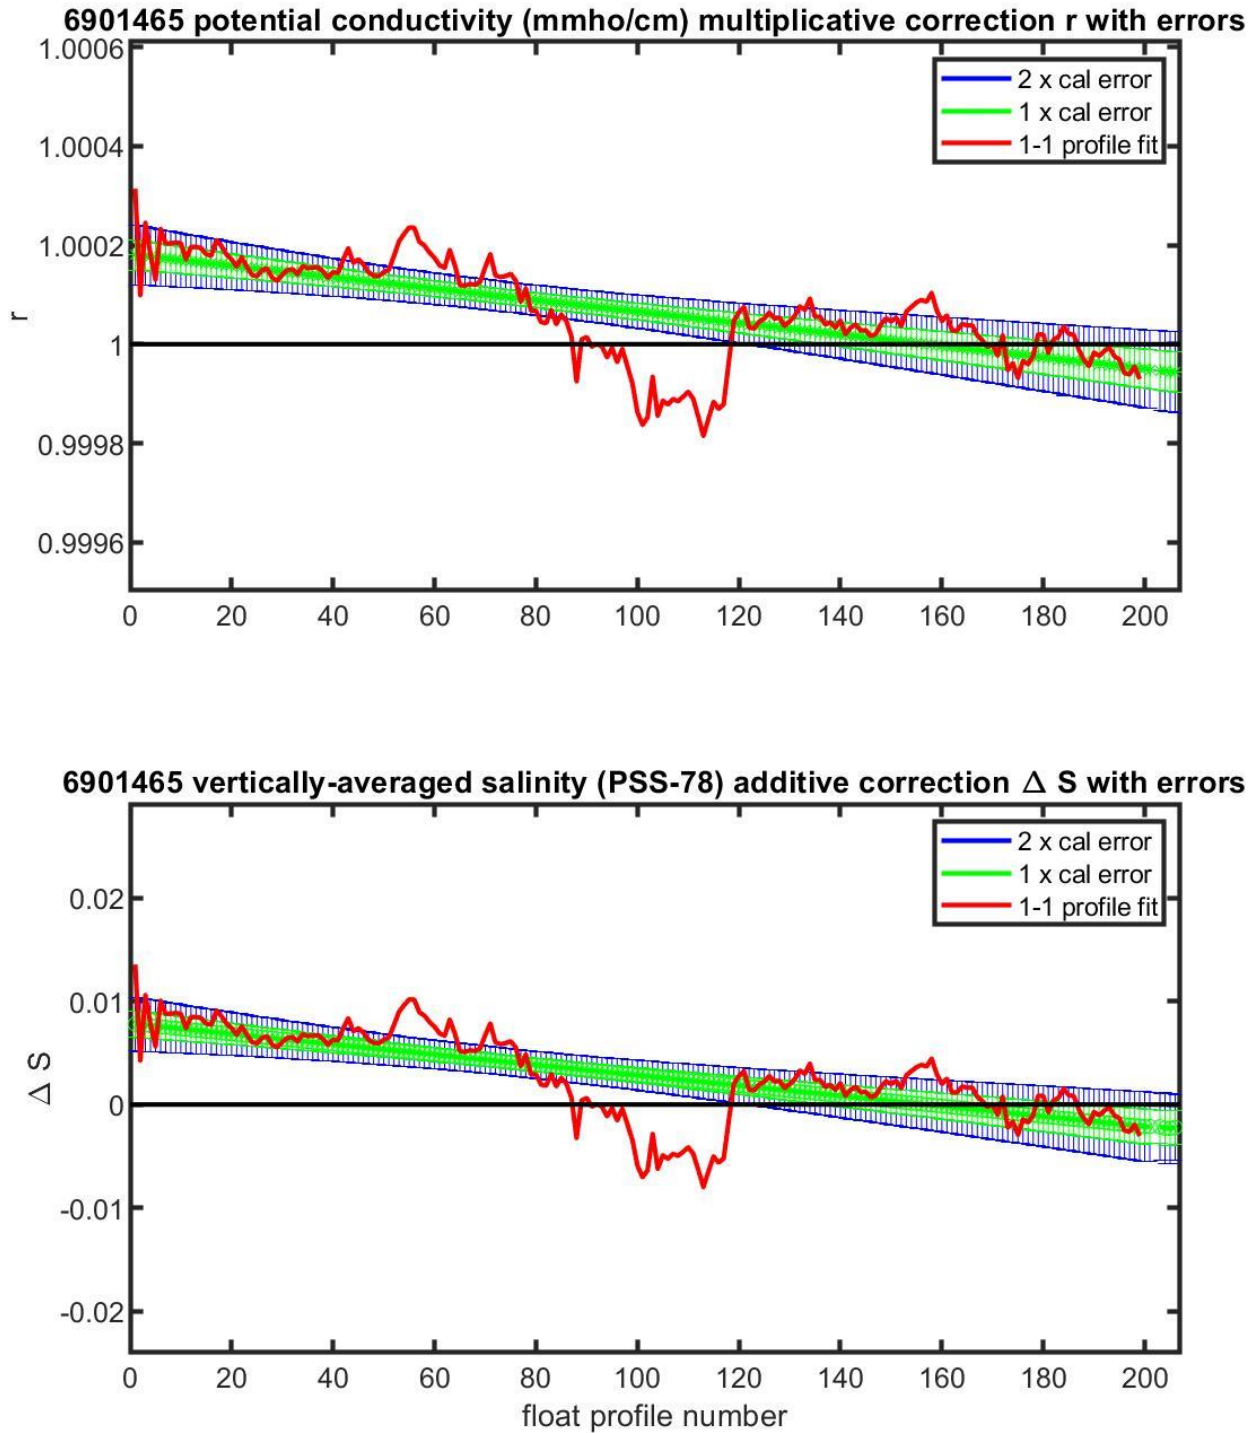 6901465 potential conductivity (mmho/cm) multiplicative correction r with errors
1.0006
1.0004
1.0002
1
0.9998
0.9996
r
2 x cal error
1 x cal error
1-1 profile fit
0 20 40 60 80 100 120 140 160 180 200
6901465 vertically-averaged salinity (PSS-78) additive correction Δ S with errors
0.02
0.01
0
-0.01
-0.02
Δ S
2 x cal error
1 x cal error
1-1 profile fit
0 20 40 60 80 100 120 140 160 180 200
float profile number